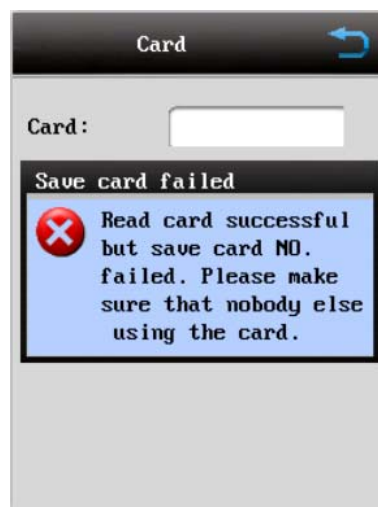 Card
Card:
Save card failed
Read card successful
but save card NO.
failed. Please make
sure that nobody else
using the card.